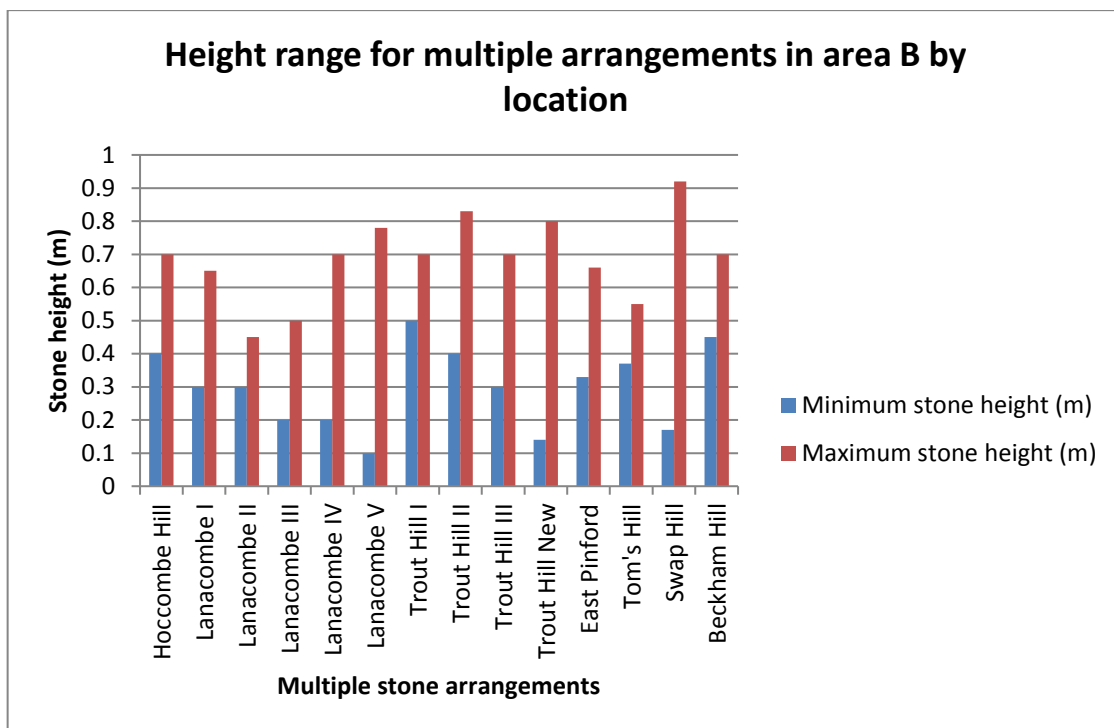 Height range for multiple arrangements in area B by
location
Stone height (m)
1
0.9
0.8
0.7
0.6
0.5
0.4
0.3
0.2
0.1
0
Hoccombe Hill
Lanacombe I
Lanacombe II
Lanacombe III
Lanacombe IV
Lanacombe V
Trout Hill I
Trout Hill II
Trout Hill III
Trout Hill New
East Pinford
Tom's Hill
Swap Hill
Beckham Hill
Multiple stone arrangements
Minimum stone height (m)
Maximum stone height (m)